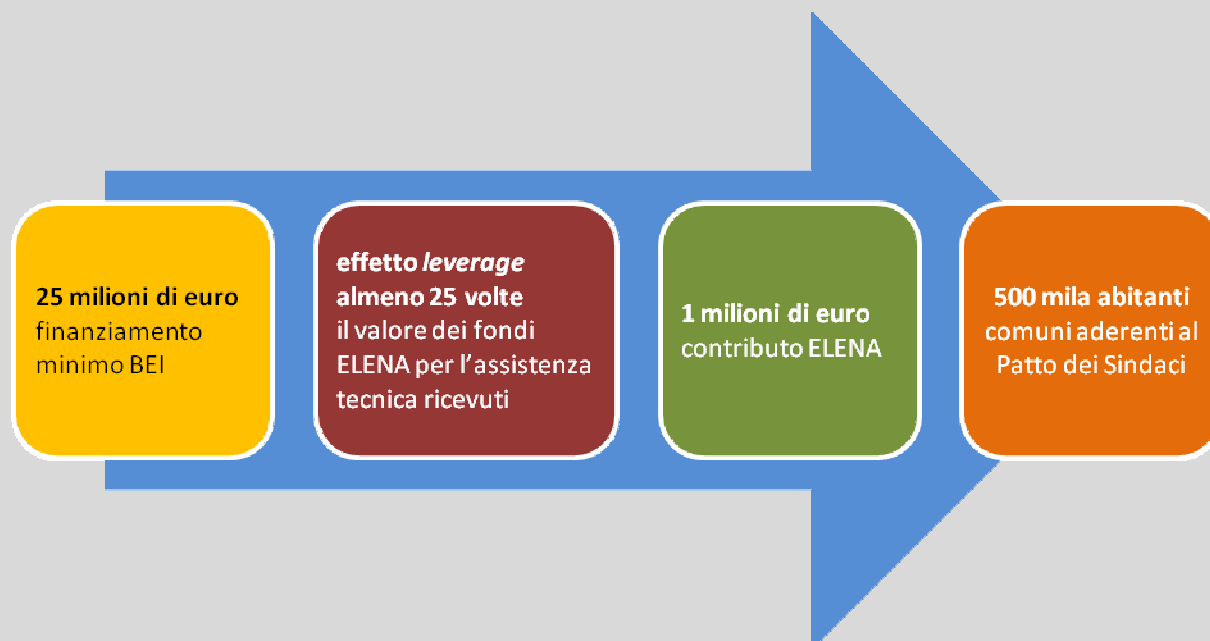 25 milioni di euro
finanziamento
minimo BEI
effetto leverage
almeno 25 volte
il valore dei fondi
ELENA per l'assistenza
tecnica ricevuti
1 milioni di euro
contributo ELENA
500 mila abitanti
comuni aderenti al
Patto dei Sindaci